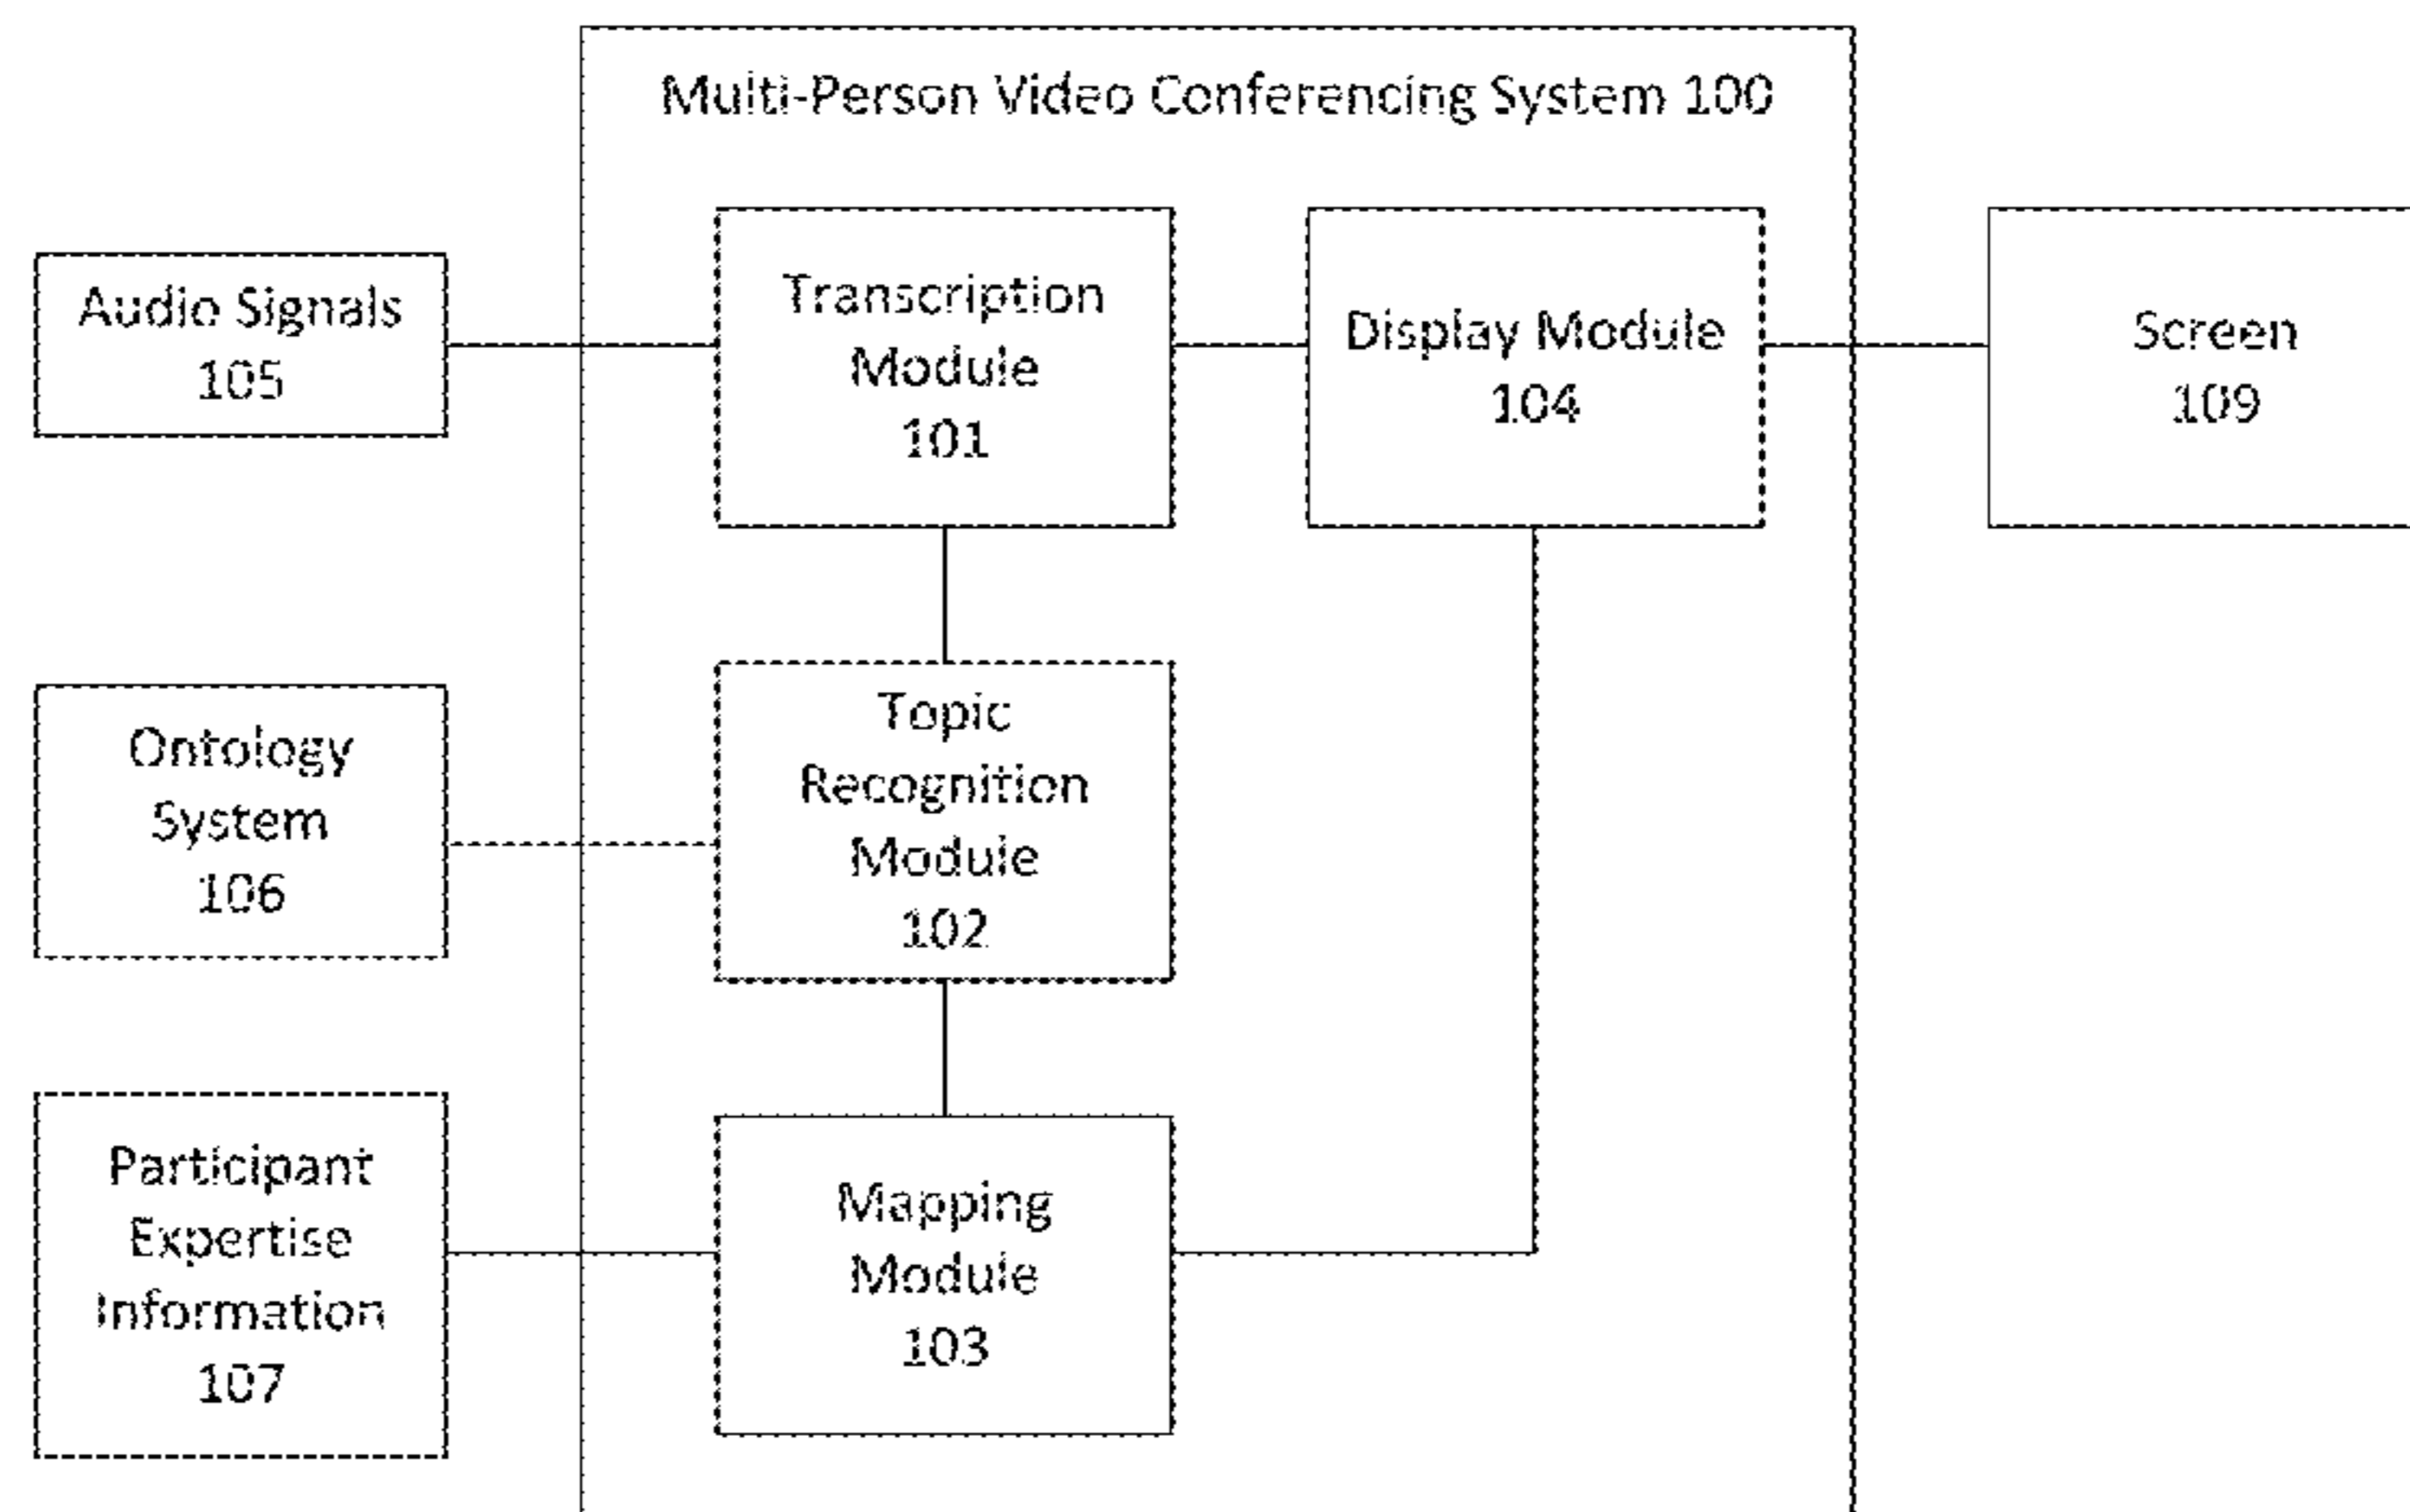 Multi-Person Video Conferencing System 100
Audio Signals
105
Transcription
Module
101
Display Module
104
Screen
109
Ontology
System
106
Topic
Recognition
Module
102
Participant
Expertise
Information
107
Mapping
Module
103